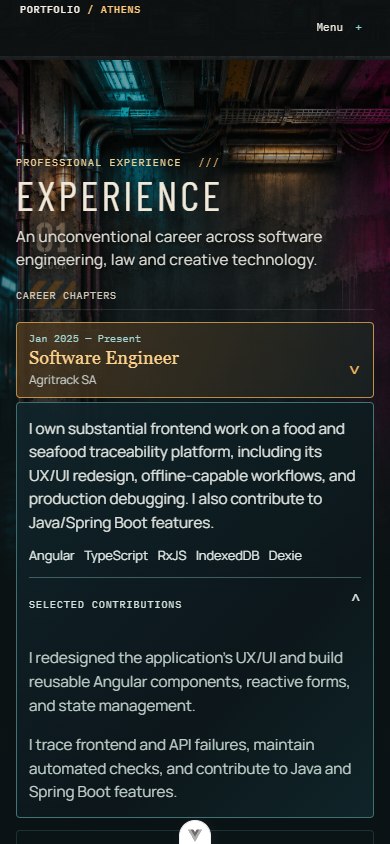 PORTFOLIO / ATHENS
Menu +
PROFESSIONAL EXPERIENCE ///
EXPERIENCE
01
An unconventional career across software
engineering, law and creative technology.
CAREER CHAPTERS
Jan 2025 — Present
Software Engineer
Agritrack SA
I own substantial frontend work on a food and
seafood traceability platform, including its
UX/UI redesign, offline-capable workflows, and
production debugging. I also contribute to
Java/Spring Boot features.
Angular TypeScript RxJS IndexedDB Dexie
SELECTED CONTRIBUTIONS
I redesigned the application's UX/UI and build
reusable Angular components, reactive forms,
and state management.
I trace frontend and API failures, maintain
automated checks, and contribute to Java and
Spring Boot features.